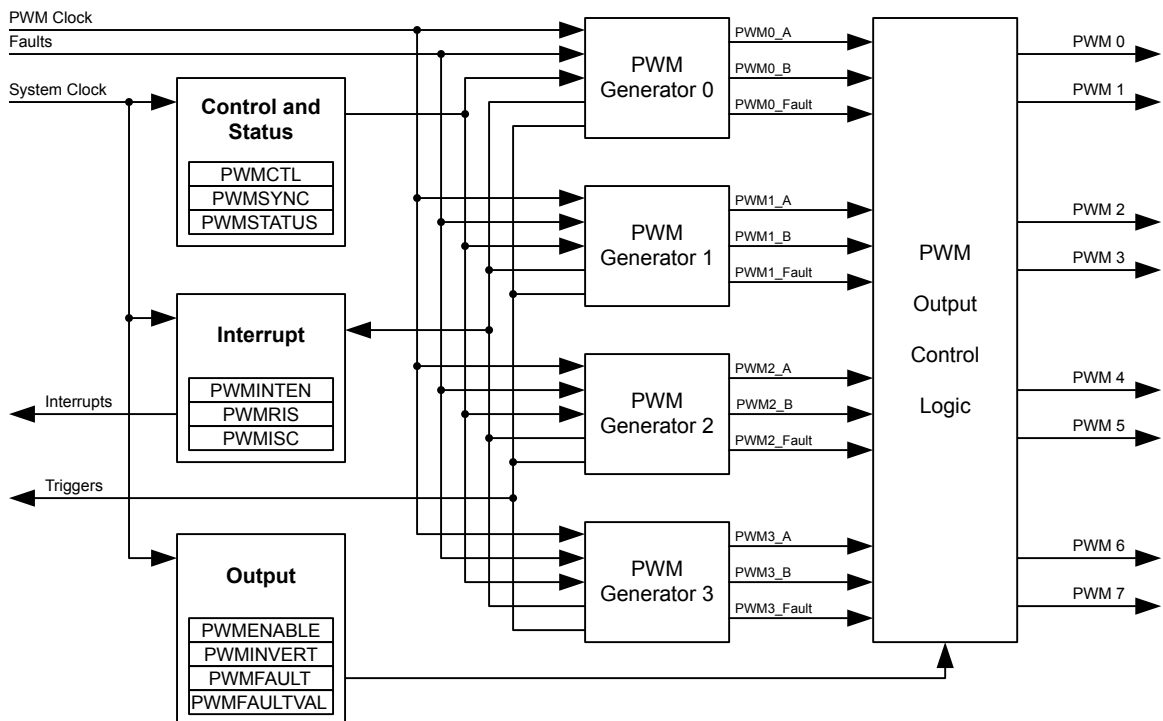 PWM Clock
Faults
System Clock
Control and
Status
PWMCTL
PWMSYNC
PWMSTATUS
Interrupt
PWMINTEN
PWMRIS
PWMISC
Interrupts
Triggers
Output
PWMENABLE
PWMINVERT
PWMFAULT
PWMFAULTVAL
PWM
Generator 0
PWM0_A
PWM0_B
PWM0_Fault
PWM
Generator 1
PWM1_A
PWM1_B
PWM1_Fault
PWM
Generator 2
PWM2_A
PWM2_B
PWM2_Fault
PWM
Generator 3
PWM3_A
PWM3_B
PWM3_Fault
PWM
Output
Control
Logic
PWM 0
PWM 1
PWM 2
PWM 3
PWM 4
PWM 5
PWM 6
PWM 7